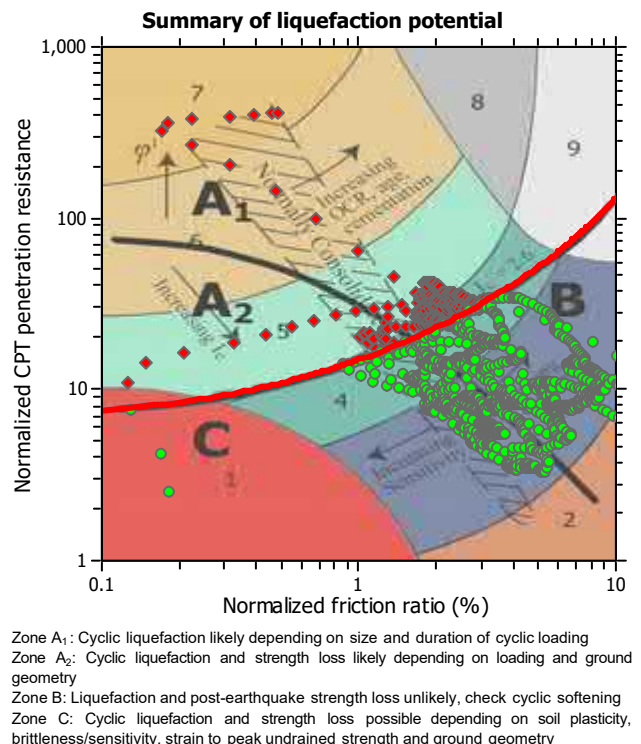 Summary of liquefaction potential
Normalized CPT penetration resistance
1,000
100
10
1
7
8
9
φ'
A1
Increasing
OCR, age,
cementation
Normally Consol
6
A2
Increasing Ic
5
B
4
C
1
Increasing
Sensitivity
2
0.1
1
10
Normalized friction ratio (%)
Zone A1: Cyclic liquefaction likely depending on size and duration of cyclic loading
Zone A2: Cyclic liquefaction and strength loss likely depending on loading and ground
geometry
Zone B: Liquefaction and post-earthquake strength loss unlikely, check cyclic softening
Zone C: Cyclic liquefaction and strength loss possible depending on soil plasticity,
brittleness/sensitivity, strain to peak undrained strength and ground geometry